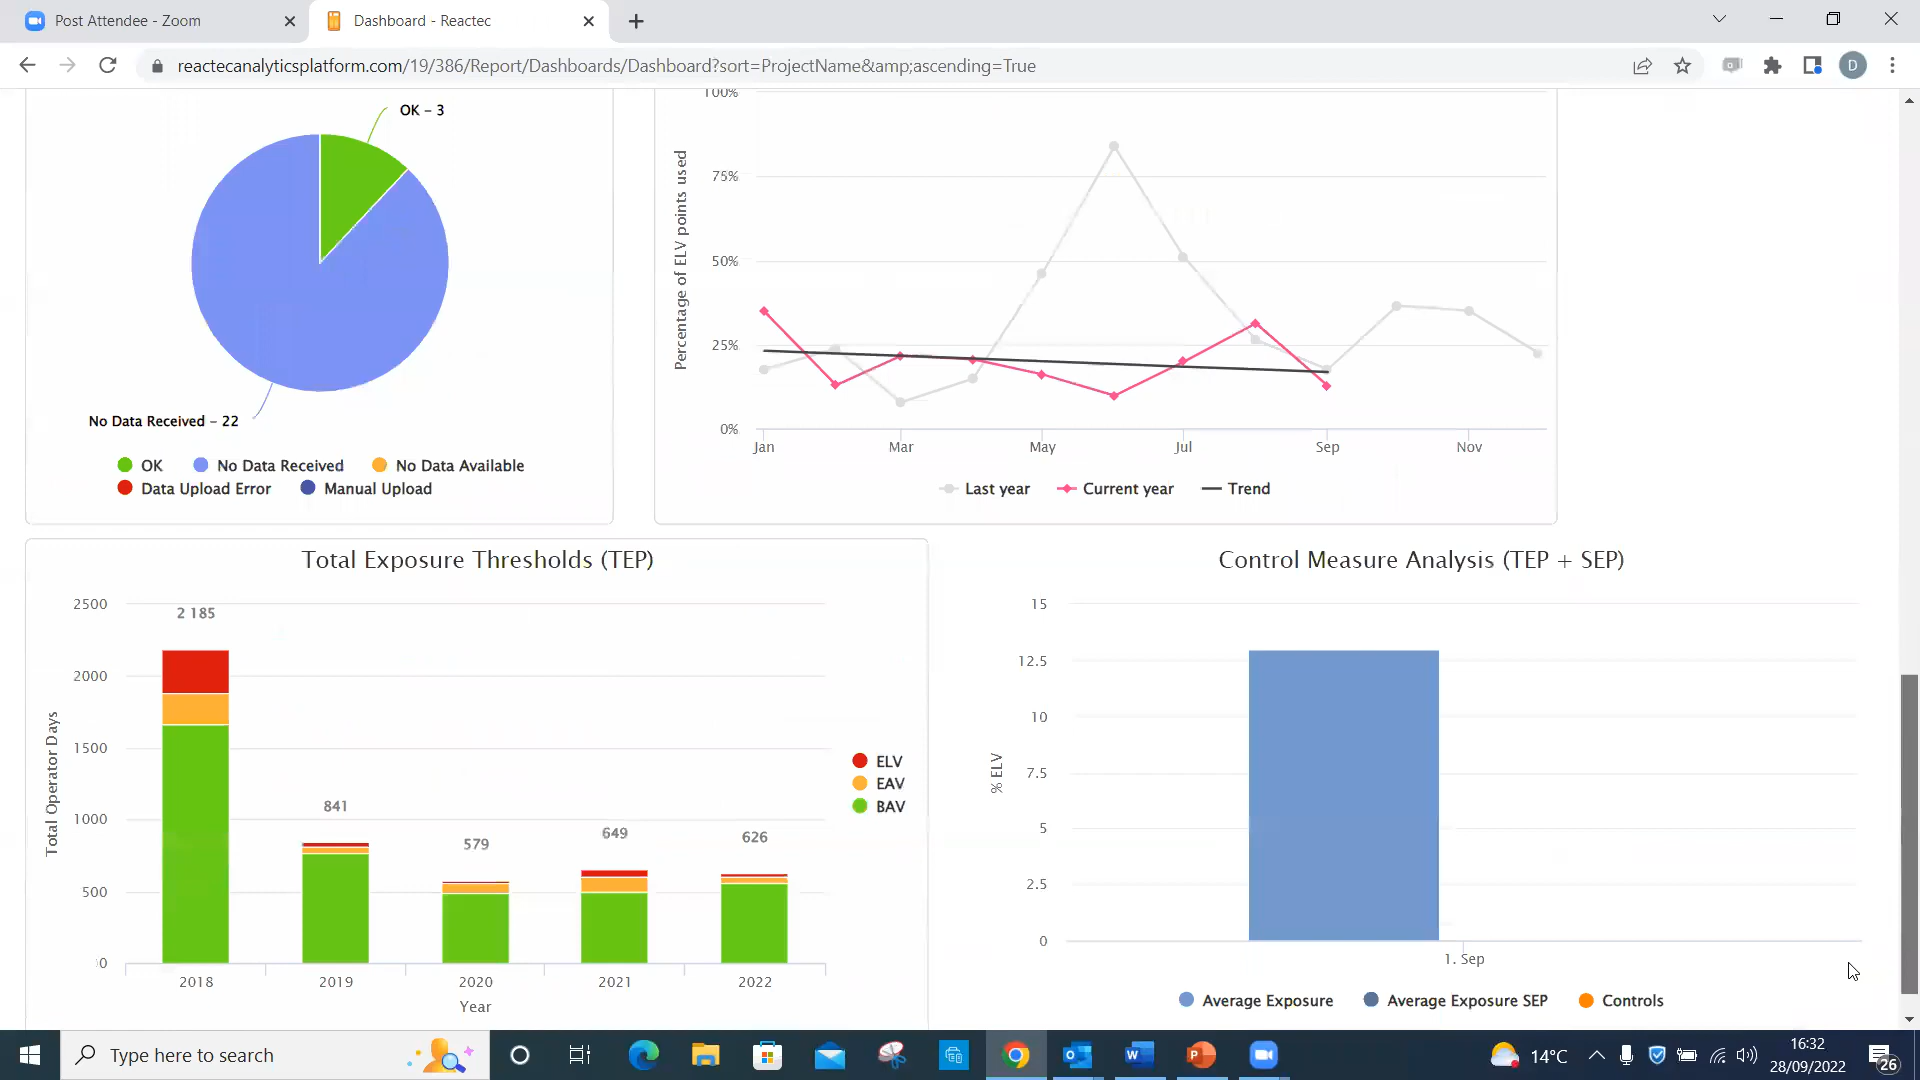 Post Attendee - Zoom
Dashboard - Reactec
reactecanalyticsplatform.com/19/386/Report/Dashboards/Dashboard?sort=ProjectName&amp;ascending=True
D
OK – 3
No Data Received – 22
OK No Data Received No Data Available
Data Upload Error Manual Upload
Percentage of ELV points used
100%
75%
50%
25%
0%
Jan Mar May Jul Sep Nov
Last year Current year Trend
Total Exposure Thresholds (TEP)
Total Operator Days
2500
2000
1500
1000
500
0
2 185
841
579
649
626
2018 2019 2020 2021 2022
Year
ELV
EAV
BAV
Control Measure Analysis (TEP + SEP)
% ELV
15
12.5
10
7.5
5
2.5
0
1. Sep
Average Exposure Average Exposure SEP Controls
Type here to search
14°C
16:32
28/09/2022
26